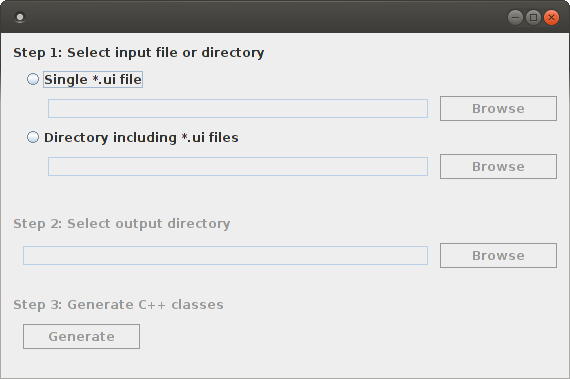 Step 1: Select input file or directory
Single *.ui file
Browse
Directory including *.ui files
Browse
Step 2: Select output directory
Browse
Step 3: Generate C++ classes
Generate